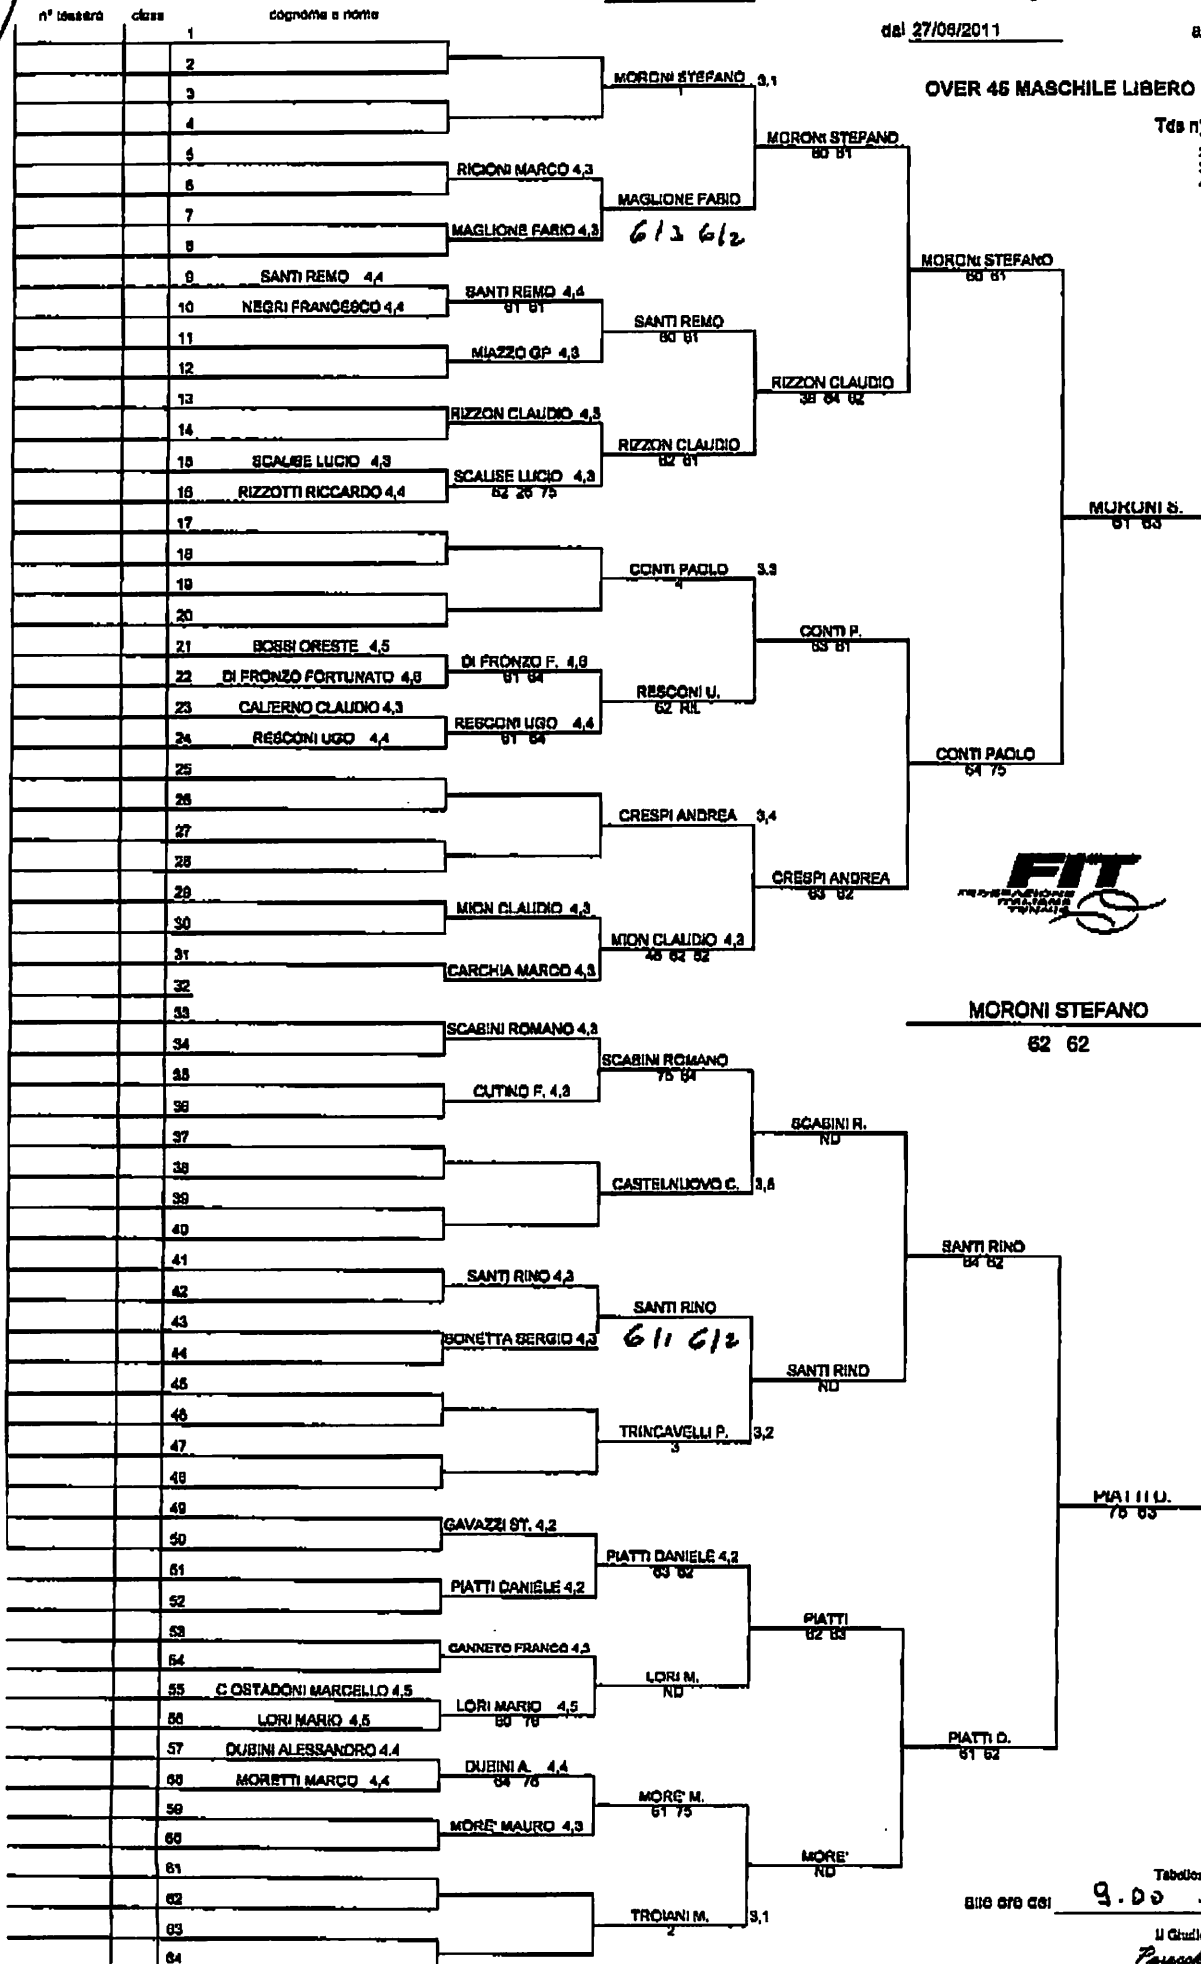 n° tessera class cognome e nome
dal 27/08/2011
OVER 45 MASCHILE LIBERO
Tds n°
1
2
3
4
5
6
7
8
9 SANTI REMO 4,4
10 NEGRI FRANCESCO 4,4
11
12
13
14
15 SCALISE LUCIO 4,3
16 RIZZOTTI RICCARDO 4,4
17
18
19
20
21 BOSSI ORESTE 4,5
22 DI FRONZO FORTUNATO 4,6
23 CALIERNO CLAUDIO 4,3
24 RESCONI UGO 4,4
25
26
27
28
29
30
31
32
33
34
35
36
37
38
39
40
41
42
43
44
45
46
47
48
49
50
51
52
53
54
55 COSTADONI MARCELLO 4,5
56 LORI MARIO 4,5
57 DUBINI ALESSANDRO 4.4
58 MORETTI MARCO 4,4
59
60
61
62
63
64
RICIONI MARCO 4,3
MAGLIONE FABIO 4,3
SANTI REMO 4,4
61 61
MIAZZO GP 4,3
RIZZON CLAUDIO 4,3
SCALISE LUCIO 4,3
62 26 75
DI FRONZO F. 4,6
61 64
RESCONI UGO 4,4
61 64
MION CLAUDIO 4,3
CARCHIA MARCO 4,3
SCABINI ROMANO 4,3
CUTINO F. 4,3
SANTI RINO 4,3
BONETTA SERGIO 4,3
GAVAZZI ST. 4,2
PIATTI DANIELE 4,2
CANNETO FRANCO 4,3
LORI MARIO 4,5
60 76
DUBINI A. 4,4
64 76
MORE' MAURO 4,3
MORONI STEFANO 3,1
1
MAGLIONE FABIO
6/3 6/2
SANTI REMO
60 61
RIZZON CLAUDIO
62 61
CONTI PAOLO 3.3
4
RESCONI U.
62 RIT.
CRESPI ANDREA 3,4
MION CLAUDIO 4,3
46 62 62
SCABINI ROMANO
75 64
CASTELNUOVO C. 3,5
SANTI RINO
6/1 6/2
TRINCAVELLI P. 3,2
3
PIATTI DANIELE 4,2
63 62
LORI M.
ND
MORE' M.
61 75
TROIANI M. 3,1
2
MORONI STEFANO
60 61
RIZZON CLAUDIO
36 64 62
CONTI P.
63 61
CRESPI ANDREA
63 62
SCABINI R.
ND
SANTI RINO
ND
PIATTI
62 63
MORE'
ND
MORONI STEFANO
60 61
CONTI PAOLO
64 75
SANTI RINO
64 62
PIATTI D.
61 62
MORONI S.
61 63
PIATTI D.
75 63
FIT
FEDERAZIONE
ITALIANA
TENNIS
MORONI STEFANO
62 62
alle ore del 9.00
Il Giudic